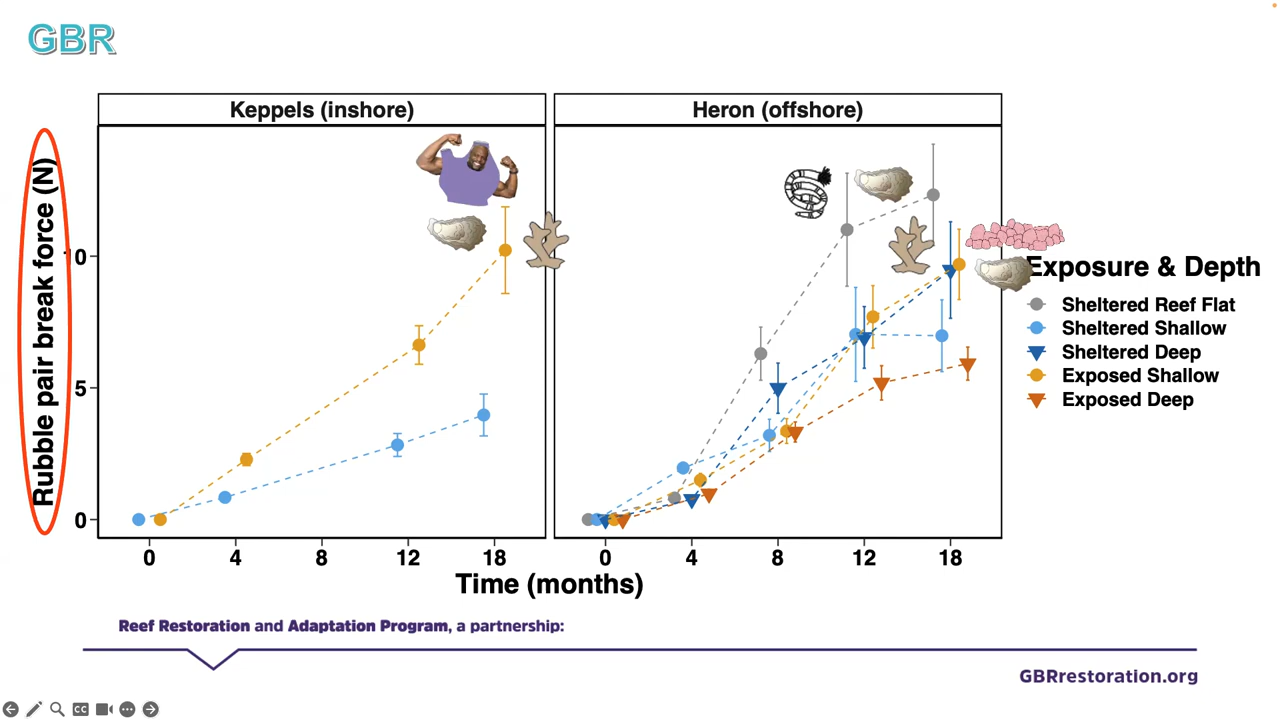 GBR
Keppels (inshore)
Heron (offshore)
Rubble pair break force (N)
10
5
0
0 4 8 12 18
0 4 8 12 18
Time (months)
Exposure & Depth
Sheltered Reef Flat
Sheltered Shallow
Sheltered Deep
Exposed Shallow
Exposed Deep
Reef Restoration and Adaptation Program, a partnership:
GBRrestoration.org
CC